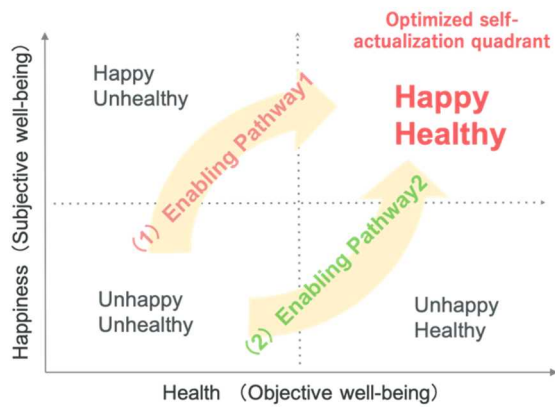 Optimized self-
actualization quadrant
Happy
Unhealthy
Happy
Healthy
(1) Enabling Pathway1
(2) Enabling Pathway2
Unhappy
Unhealthy
Unhappy
Healthy
Happiness (Subjective well-being)
Health (Objective well-being)